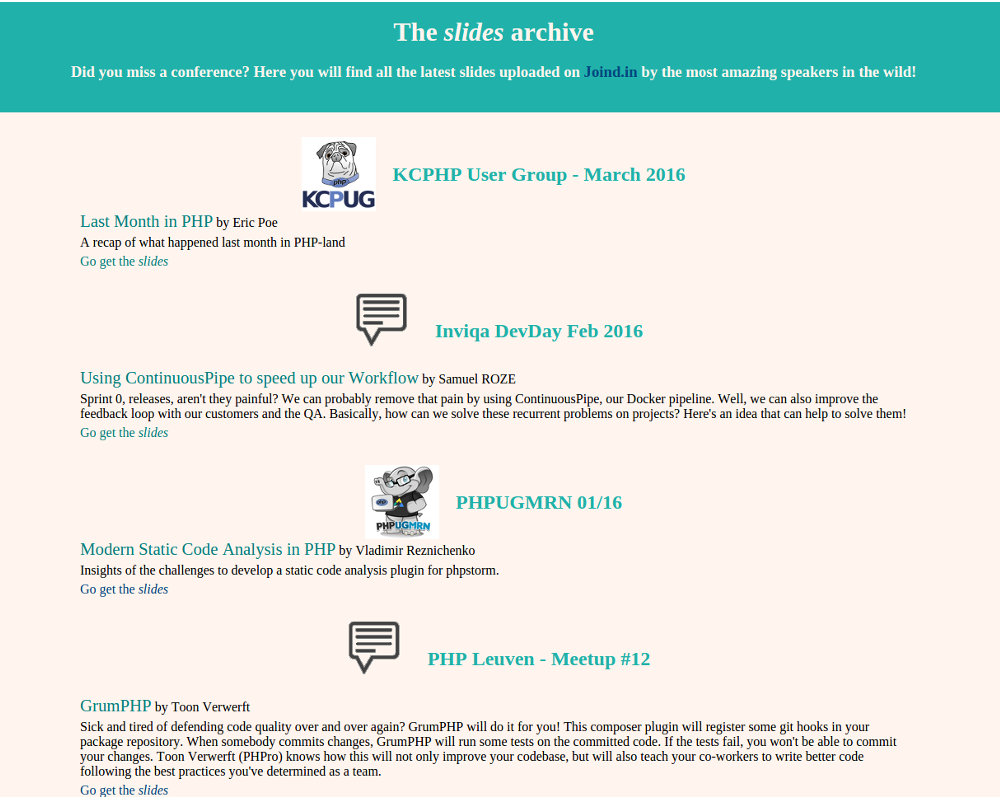 The slides archive
Did you miss a conference? Here you will find all the latest slides uploaded on Joind.in by the most amazing speakers in the wild!
php
KCPUG
KCPHP User Group - March 2016
Last Month in PHP by Eric Poe
A recap of what happened last month in PHP-land
Go get the slides
Inviqa DevDay Feb 2016
Using ContinuousPipe to speed up our Workflow by Samuel ROZE
Sprint 0, releases, aren't they painful? We can probably remove that pain by using ContinuousPipe, our Docker pipeline. Well, we can also improve the
feedback loop with our customers and the QA. Basically, how can we solve these recurrent problems on projects? Here's an idea that can help to solve them!
Go get the slides
php
PHPUGMRN
PHPUGMRN 01/16
Modern Static Code Analysis in PHP by Vladimir Reznichenko
Insights of the challenges to develop a static code analysis plugin for phpstorm.
Go get the slides
PHP Leuven - Meetup #12
GrumPHP by Toon Verwerft
Sick and tired of defending code quality over and over again? GrumPHP will do it for you! This composer plugin will register some git hooks in your
package repository. When somebody commits changes, GrumPHP will run some tests on the committed code. If the tests fail, you won't be able to commit
your changes. Toon Verwerft (PHPro) knows how this will not only improve your codebase, but will also teach your co-workers to write better code
following the best practices you've determined as a team.
Go get the slides